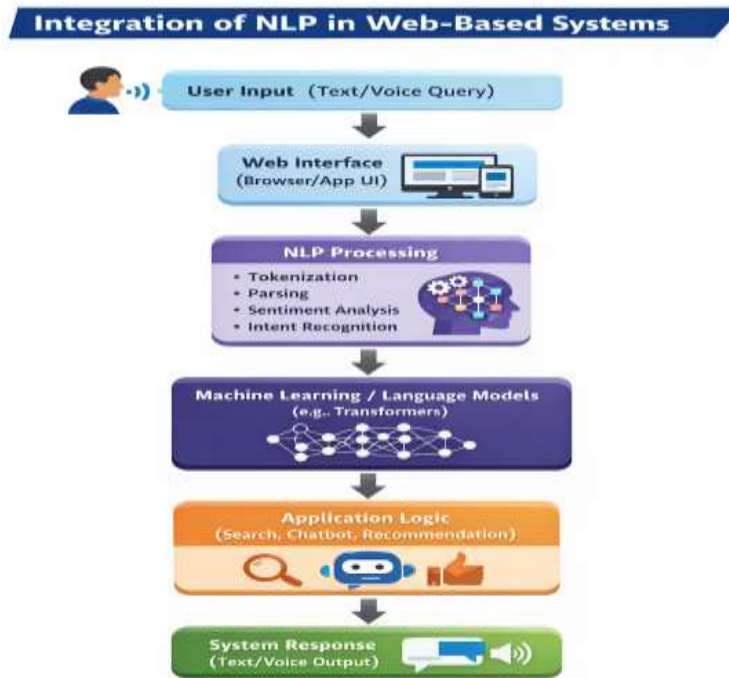 Integration of NLP in Web-Based Systems
User Input (Text/Voice Query)
Web Interface
(Browser/App UI)
NLP Processing
• Tokenization
• Parsing
• Sentiment Analysis
• Intent Recognition
Machine Learning / Language Models
(e.g., Transformers)
Application Logic
(Search, Chatbot, Recommendation)
System Response
(Text/Voice Output)